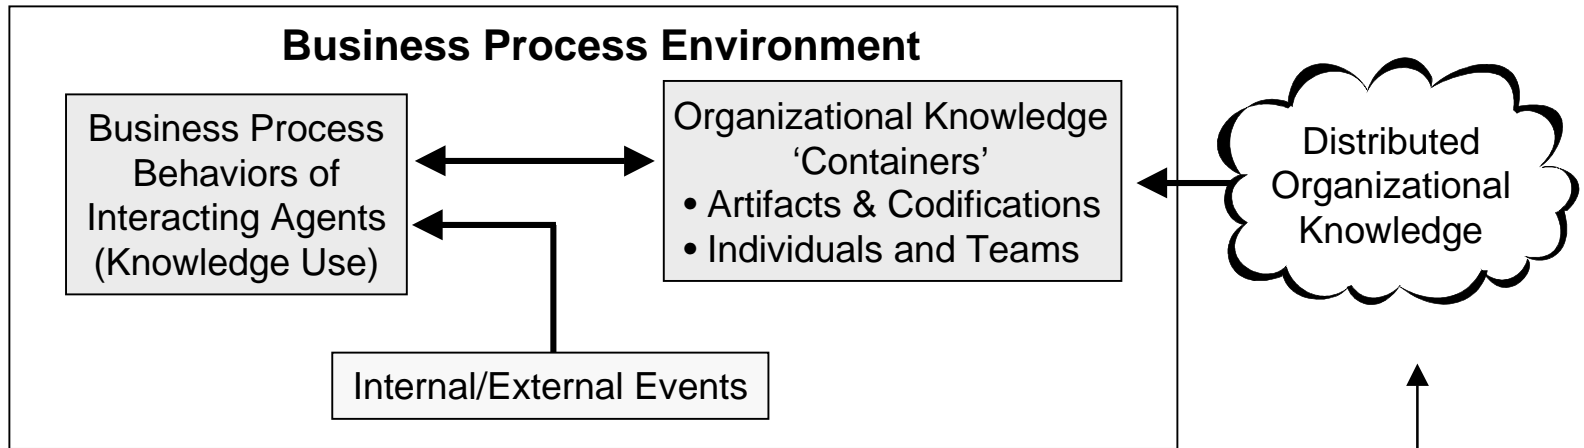 Business Process Environment
Business Process
Behaviors of
Interacting Agents
(Knowledge Use)
Organizational Knowledge
‘Containers’
• Artifacts & Codifications
• Individuals and Teams
Distributed
Organizational
Knowledge
Internal/External Events